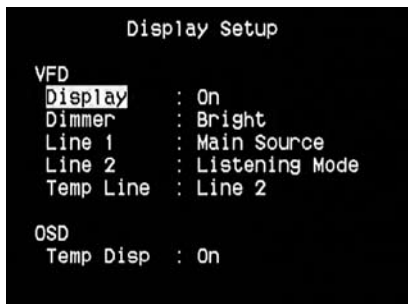 Display Setup
VFD
Display : On
Dimmer : Bright
Line 1 : Main Source
Line 2 : Listening Mode
Temp Line : Line 2
OSD
Temp Disp : On